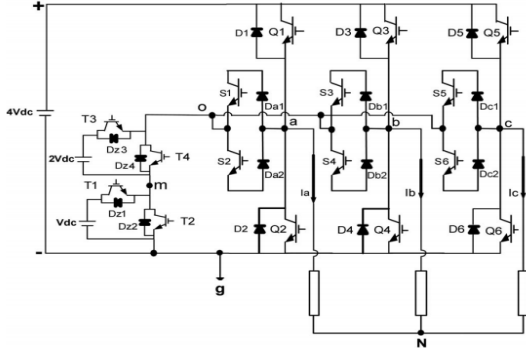 + D1 Q1 D3 Q3 D5 Q5
4Vdc
S1 Da1 S3 Db1 S5 Dc1
T3 o a b c
Dz3
2Vdc Dz4 T4
S2 Da2 S4 Db2 S6 Dc2
T1 m
Ia Ib Ic
Vdc Dz1 Dz2 T2
D2 Q2 D4 Q4 D6 Q6
-
g
N